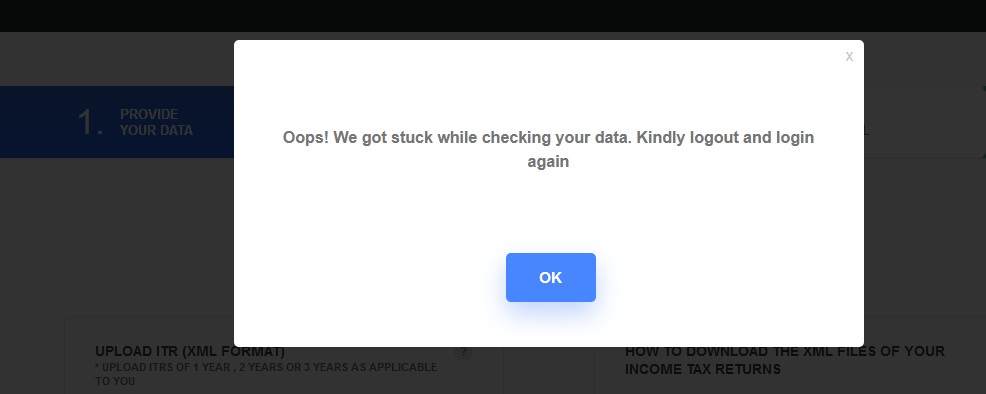 X
1. PROVIDE
YOUR DATA
Oops! We got stuck while checking your data. Kindly logout and login
again
OK
UPLOAD ITR (XML FORMAT)
?
* UPLOAD ITRS OF 1 YEAR , 2 YEARS OR 3 YEARS AS APPLICABLE
TO YOU
HOW TO DOWNLOAD THE XML FILES OF YOUR
INCOME TAX RETURNS